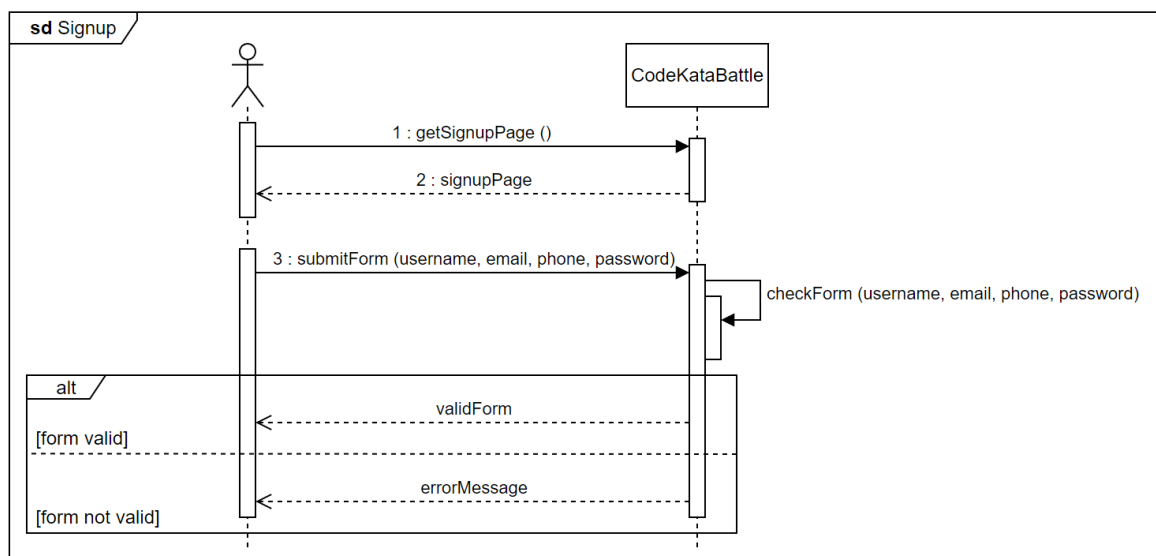 sd Signup
CodeKataBattle
1 : getSignupPage ()
2 : signupPage
3 : submitForm (username, email, phone, password)
checkForm (username, email, phone, password)
alt
validForm
[form valid]
errorMessage
[form not valid]